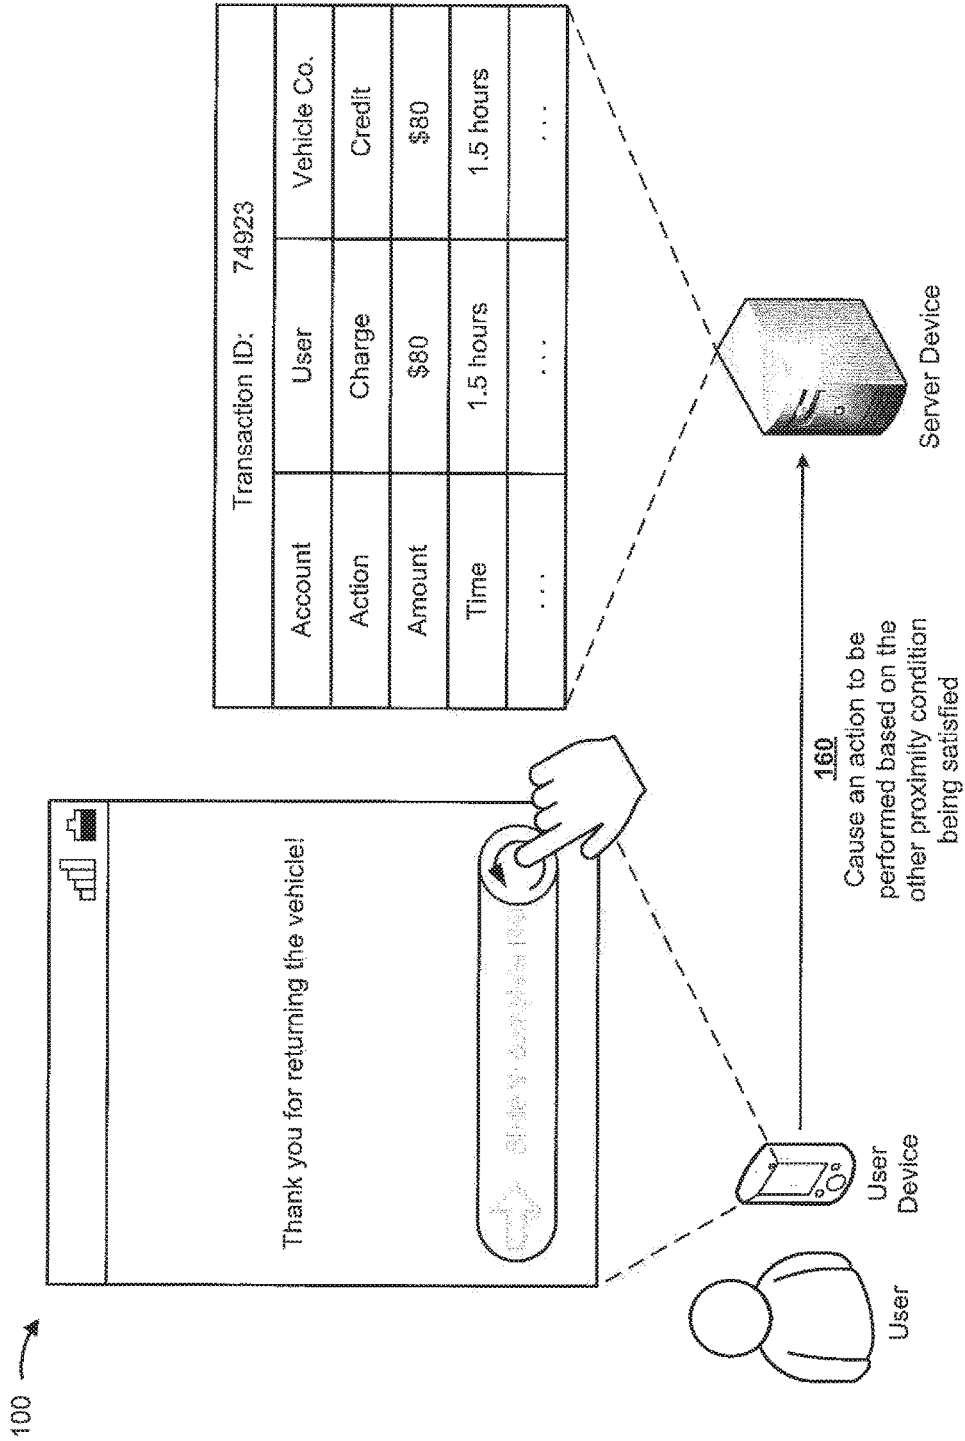 100
Thank you for returning the vehicle!
Transaction ID: 74923
Account User Vehicle Co.
Action Charge Credit
Amount $80 $80
Time 1.5 hours 1.5 hours
... ... ...
User
User
Device
160
Cause an action to be
performed based on the
other proximity condition
being satisfied
Server Device